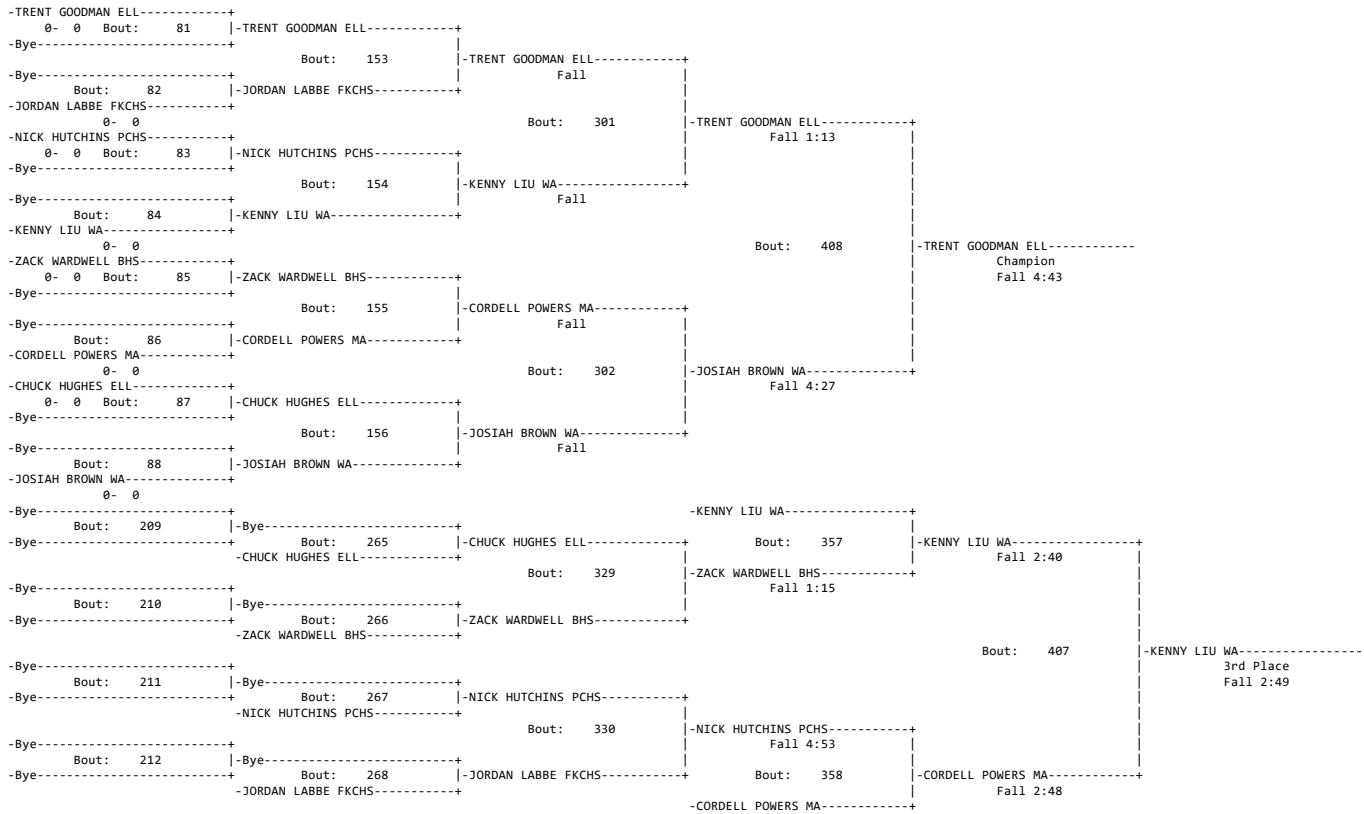 -TRENT GOODMAN ELL------------+
0- 0 Bout: 81 |-TRENT GOODMAN ELL------------+
-Bye--------------------------+ |
Bout: 153 |-TRENT GOODMAN ELL------------+
-Bye--------------------------+ | Fall |
Bout: 82 |-JORDAN LABBE FKCHS-----------+ |
-JORDAN LABBE FKCHS-----------+ |
0- 0 Bout: 301 |-TRENT GOODMAN ELL------------+
-NICK HUTCHINS PCHS-----------+ | Fall 1:13 |
0- 0 Bout: 83 |-NICK HUTCHINS PCHS-----------+ | |
-Bye--------------------------+ | | |
Bout: 154 |-KENNY LIU WA-----------------+ |
-Bye--------------------------+ | Fall |
Bout: 84 |-KENNY LIU WA-----------------+ |
-KENNY LIU WA-----------------+ |
0- 0 Bout: 408 |-TRENT GOODMAN ELL------------
-ZACK WARDWELL BHS------------+ | Champion
0- 0 Bout: 85 |-ZACK WARDWELL BHS------------+ | Fall 4:43
-Bye--------------------------+ | |
Bout: 155 |-CORDELL POWERS MA------------+ |
-Bye--------------------------+ | Fall | |
Bout: 86 |-CORDELL POWERS MA------------+ | |
-CORDELL POWERS MA------------+ | |
0- 0 Bout: 302 |-JOSIAH BROWN WA--------------+
-CHUCK HUGHES ELL-------------+ | Fall 4:27
0- 0 Bout: 87 |-CHUCK HUGHES ELL-------------+ |
-Bye--------------------------+ | |
Bout: 156 |-JOSIAH BROWN WA--------------+
-Bye--------------------------+ | Fall
Bout: 88 |-JOSIAH BROWN WA--------------+
-JOSIAH BROWN WA--------------+
0- 0
-Bye--------------------------+ -KENNY LIU WA-----------------+
Bout: 209 |-Bye--------------------------+ |
-Bye--------------------------+ Bout: 265 |-CHUCK HUGHES ELL-------------+ Bout: 357 |-KENNY LIU WA-----------------+
-CHUCK HUGHES ELL-------------+ | | Fall 2:40 |
Bout: 329 |-ZACK WARDWELL BHS------------+ |
-Bye--------------------------+ | Fall 1:15 |
Bout: 210 |-Bye--------------------------+ | |
-Bye--------------------------+ Bout: 266 |-ZACK WARDWELL BHS------------+ |
-ZACK WARDWELL BHS------------+ |
Bout: 407 |-KENNY LIU WA-----------------
-Bye--------------------------+ | 3rd Place
Bout: 211 |-Bye--------------------------+ | Fall 2:49
-Bye--------------------------+ Bout: 267 |-NICK HUTCHINS PCHS-----------+ |
-NICK HUTCHINS PCHS-----------+ | |
Bout: 330 |-NICK HUTCHINS PCHS-----------+ |
-Bye--------------------------+ | Fall 4:53 | |
Bout: 212 |-Bye--------------------------+ | | |
-Bye--------------------------+ Bout: 268 |-JORDAN LABBE FKCHS-----------+ Bout: 358 |-CORDELL POWERS MA------------+
-JORDAN LABBE FKCHS-----------+ | Fall 2:48
-CORDELL POWERS MA------------+